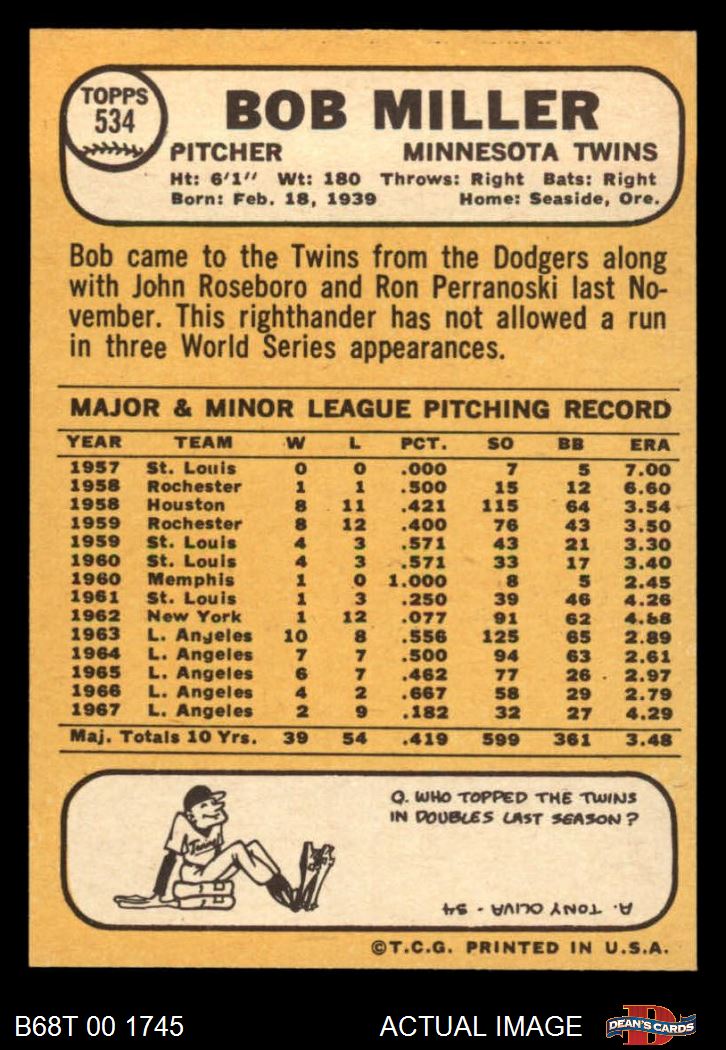 TOPPS
534
BOB MILLER
PITCHER MINNESOTA TWINS
Ht: 6'1" Wt: 180 Throws: Right Bats: Right
Born: Feb. 18, 1939 Home: Seaside, Ore.
Bob came to the Twins from the Dodgers along
with John Roseboro and Ron Perranoski last No-
vember. This righthander has not allowed a run
in three World Series appearances.
MAJOR & MINOR LEAGUE PITCHING RECORD
YEAR TEAM W L PCT. SO BB ERA
1957 St. Louis 0 0 .000 7 5 7.00
1958 Rochester 1 1 .500 15 12 6.60
1958 Houston 8 11 .421 115 64 3.54
1959 Rochester 8 12 .400 76 43 3.50
1959 St. Louis 4 3 .571 43 21 3.30
1960 St. Louis 4 3 .571 33 17 3.40
1960 Memphis 1 0 1.000 8 5 2.45
1961 St. Louis 1 3 .250 39 46 4.26
1962 New York 1 12 .077 91 62 4.68
1963 L. Angeles 10 8 .556 125 65 2.89
1964 L. Angeles 7 7 .500 94 63 2.61
1965 L. Angeles 6 7 .462 77 26 2.97
1966 L. Angeles 4 2 .667 58 29 2.79
1967 L. Angeles 2 9 .182 32 27 4.29
Maj. Totals 10 Yrs. 39 54 .419 599 361 3.48
Twins
Q. WHO TOPPED THE TWINS
IN DOUBLES LAST SEASON?
A. TONY OLIVA - 34
©T.C.G. PRINTED IN U.S.A.
B68T 00 1745 ACTUAL IMAGE DEAN'S CARDS